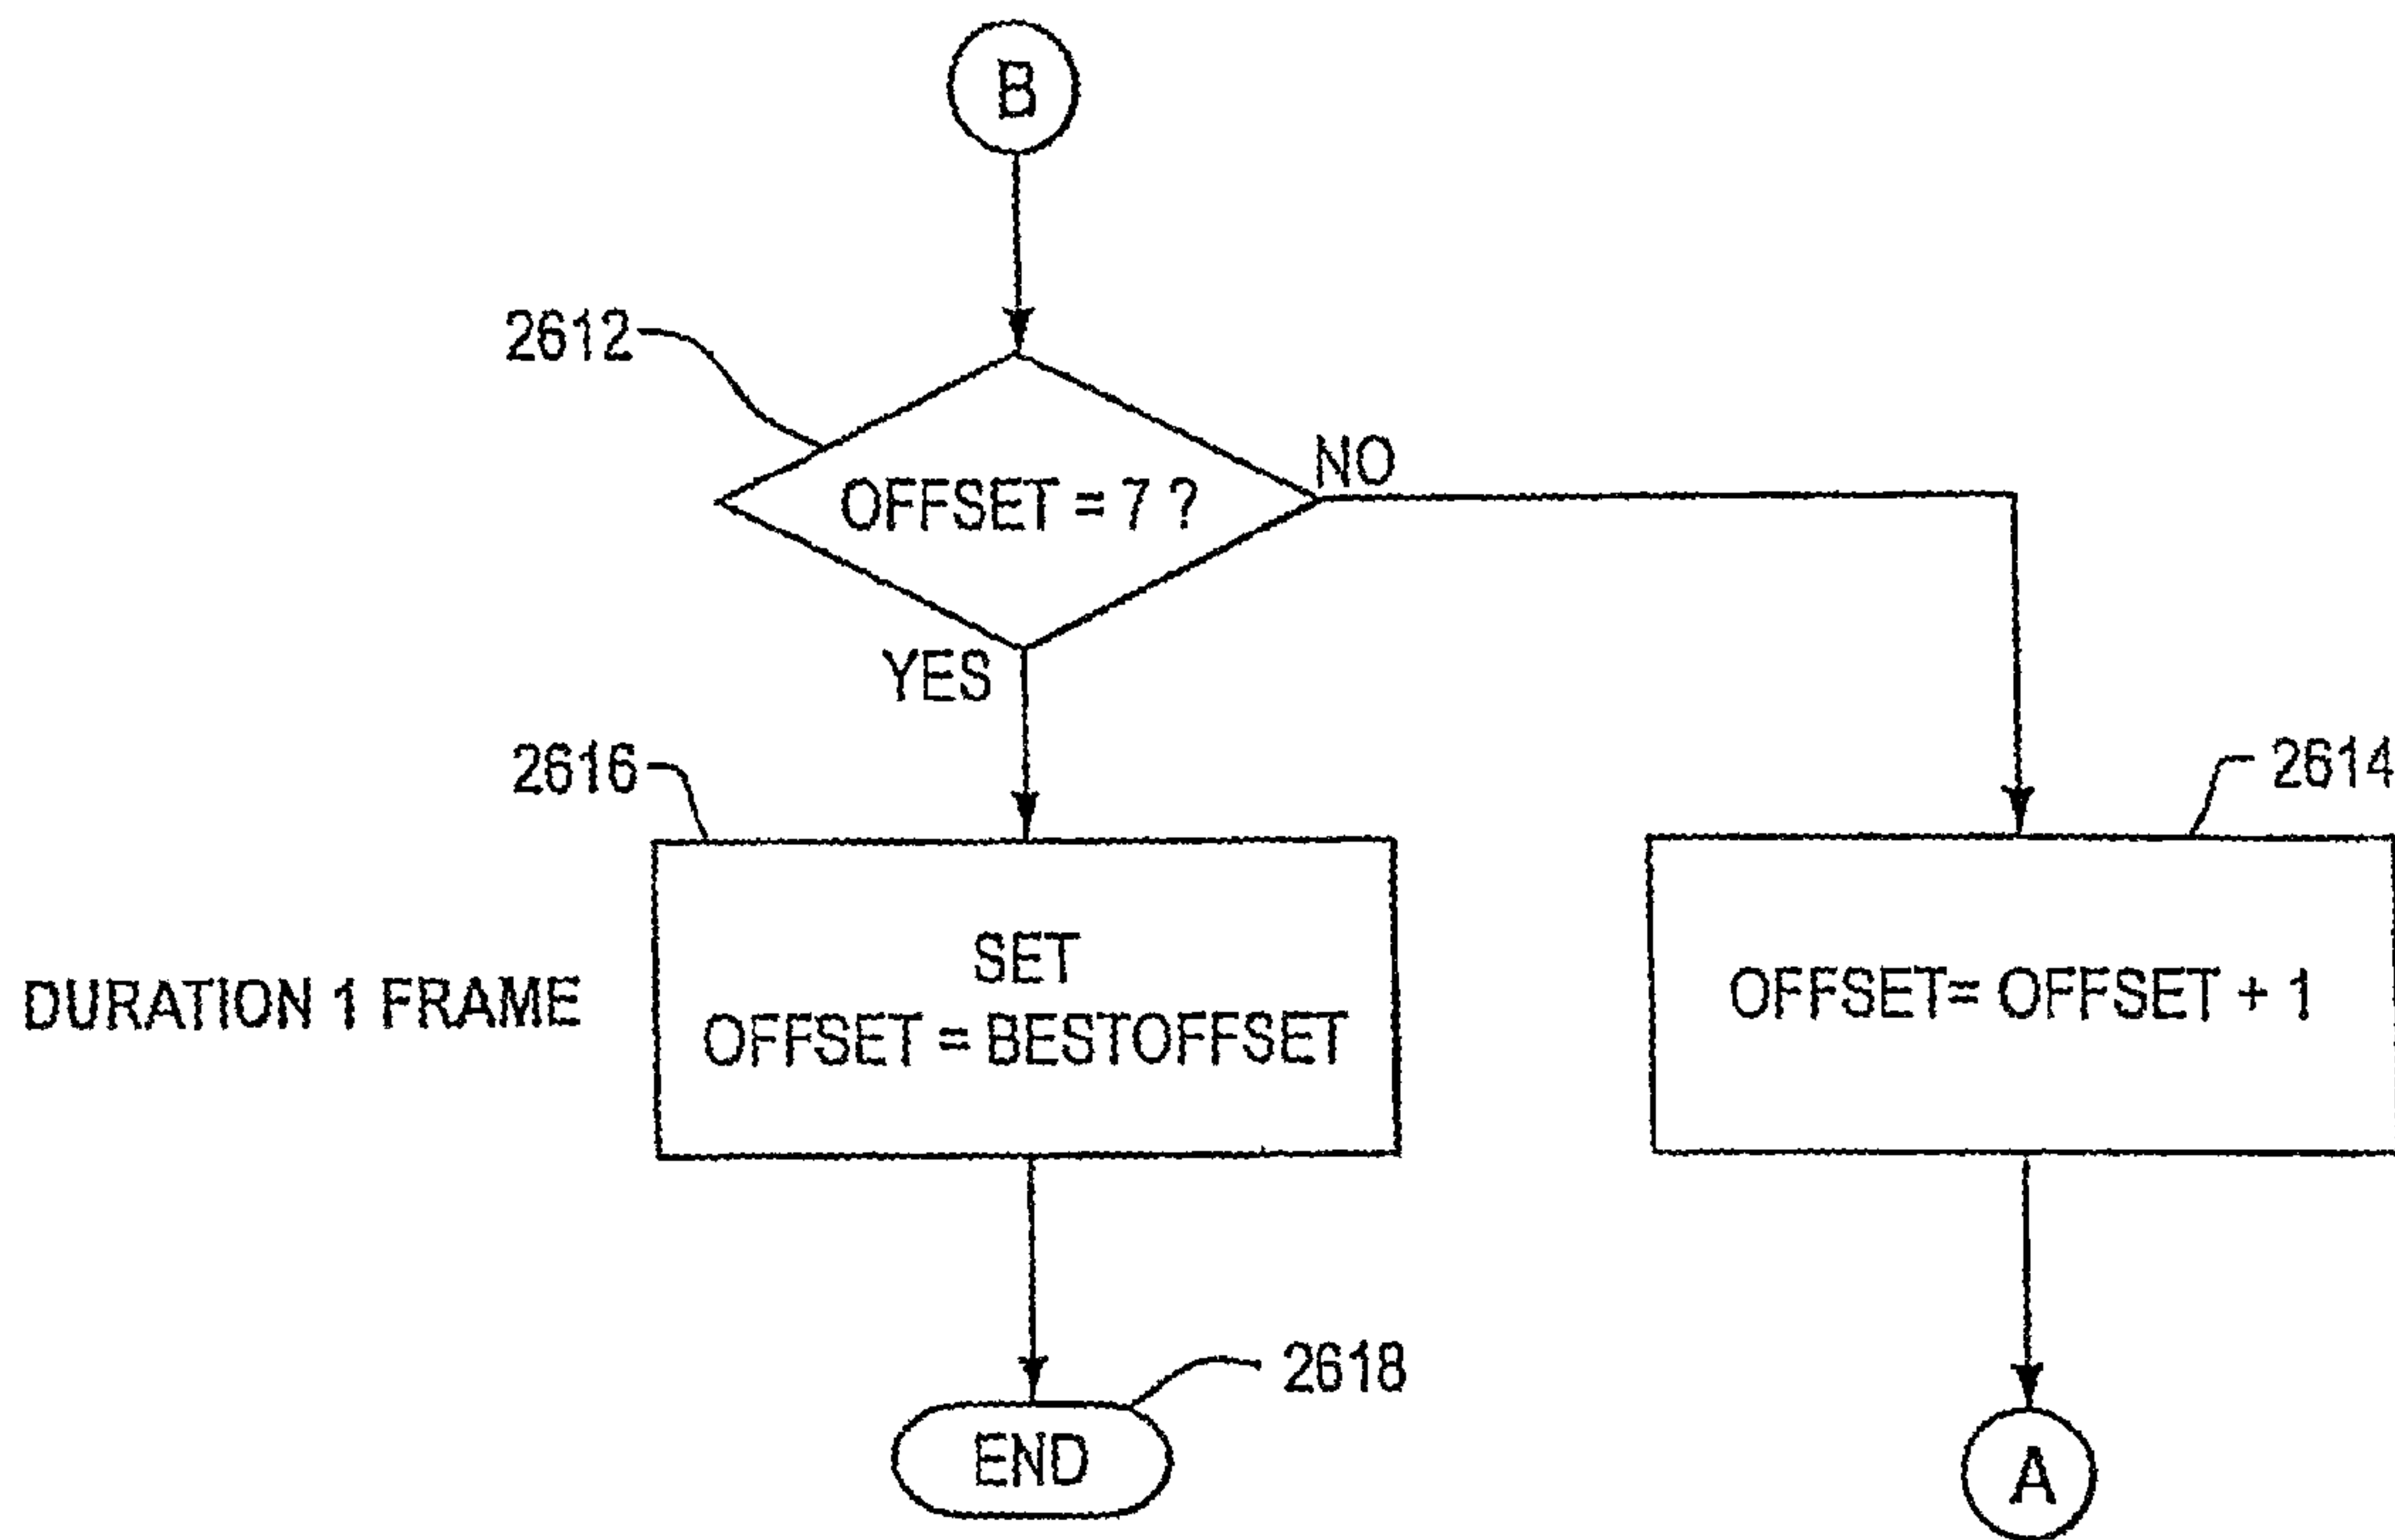 B
2612
OFFSET = 7 ?
NO
YES
2616
2614
SET
OFFSET = BESTOFFSET
OFFSET= OFFSET + 1
DURATION 1 FRAME
2618
END
A